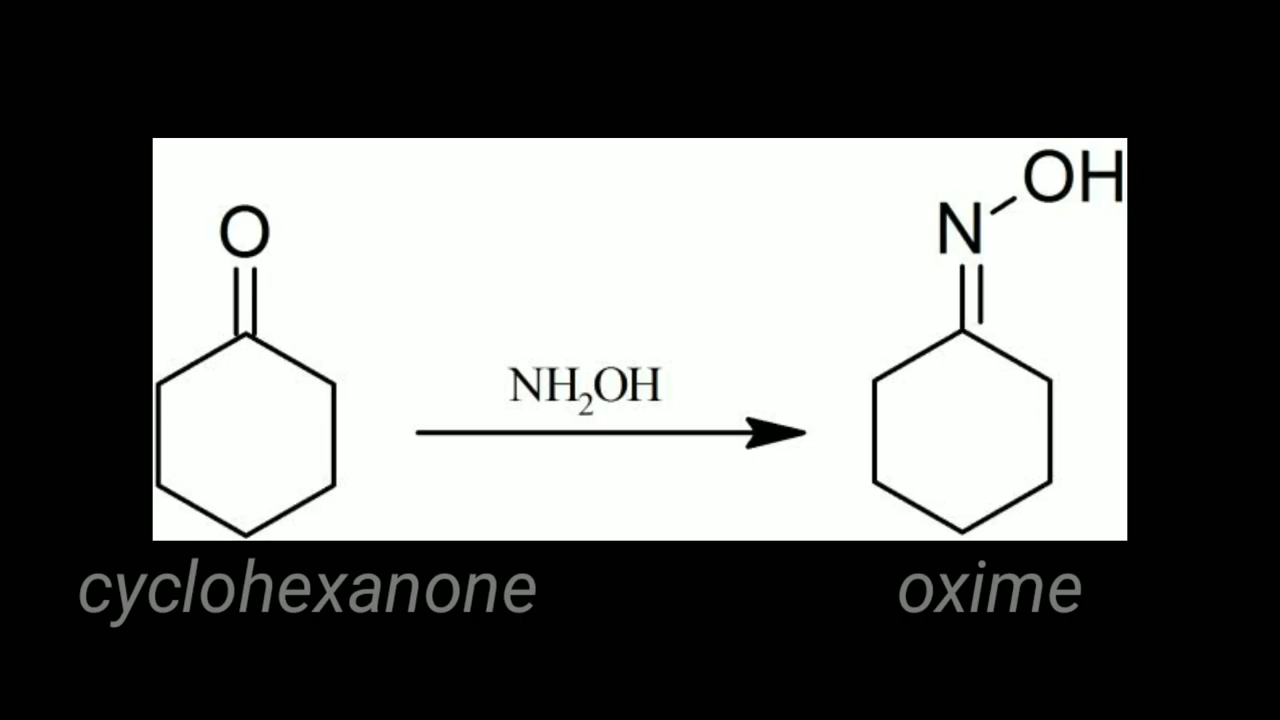 O
NH₂OH
N
OH
cyclohexanone
oxime